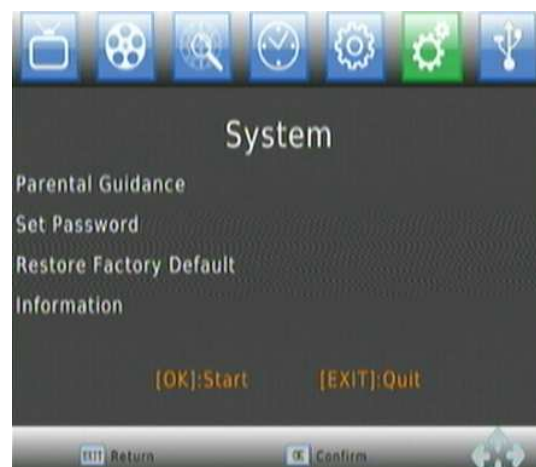 System
Parental Guidance
Set Password
Restore Factory Default
Information
[OK]:Start [EXIT]:Quit
EXIT Return OK Confirm